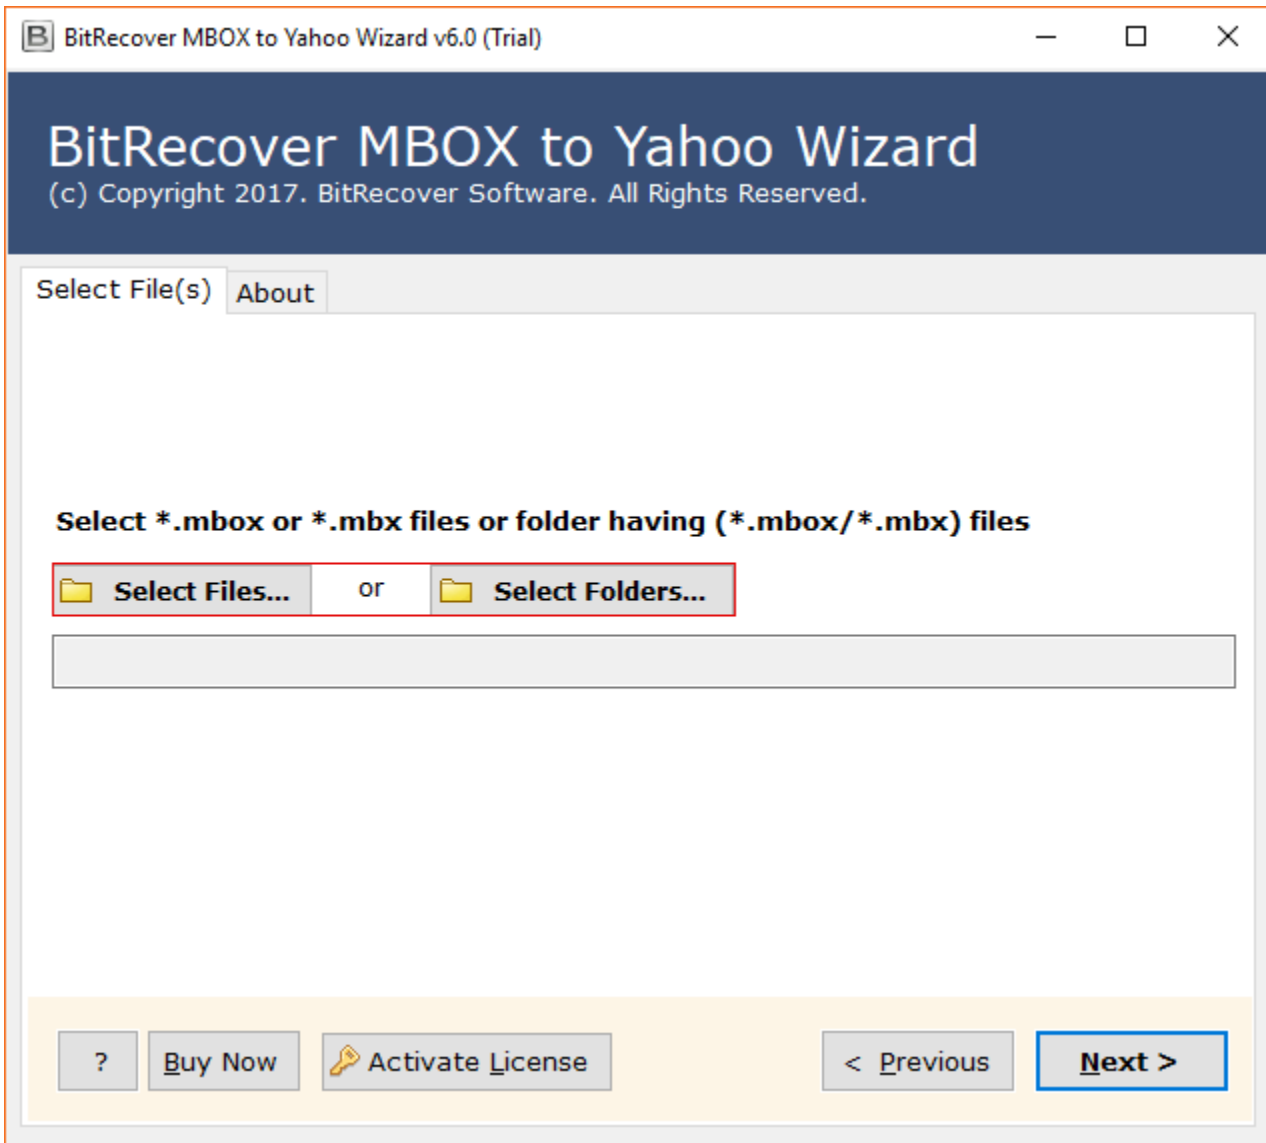 BitRecover MBOX to Yahoo Wizard v6.0 (Trial)
BitRecover MBOX to Yahoo Wizard
(c) Copyright 2017. BitRecover Software. All Rights Reserved.
Select File(s) About
Select *.mbox or *.mbx files or folder having (*.mbox/*.mbx) files
Select Files... or Select Folders...
? Buy Now Activate License < Previous Next >